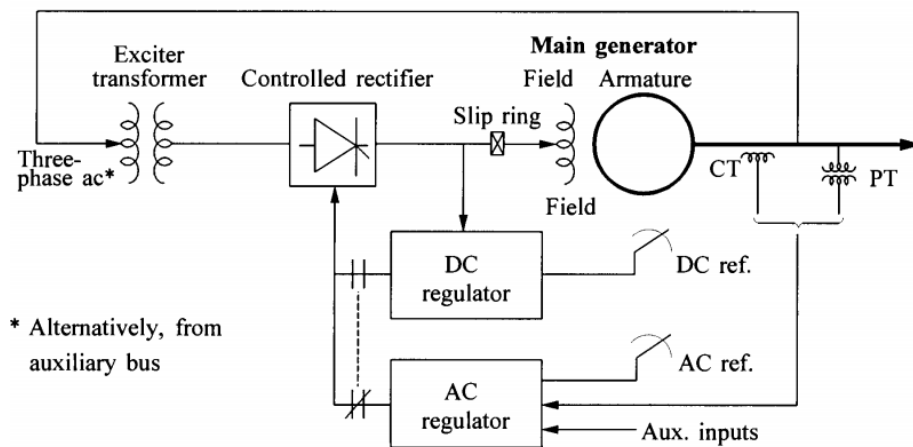 Main generator
Exciter
transformer
Controlled rectifier
Field
Armature
Slip ring
Three-
phase ac*
CT
PT
Field
DC
regulator
DC ref.
* Alternatively, from
auxiliary bus
AC
regulator
AC ref.
Aux. inputs